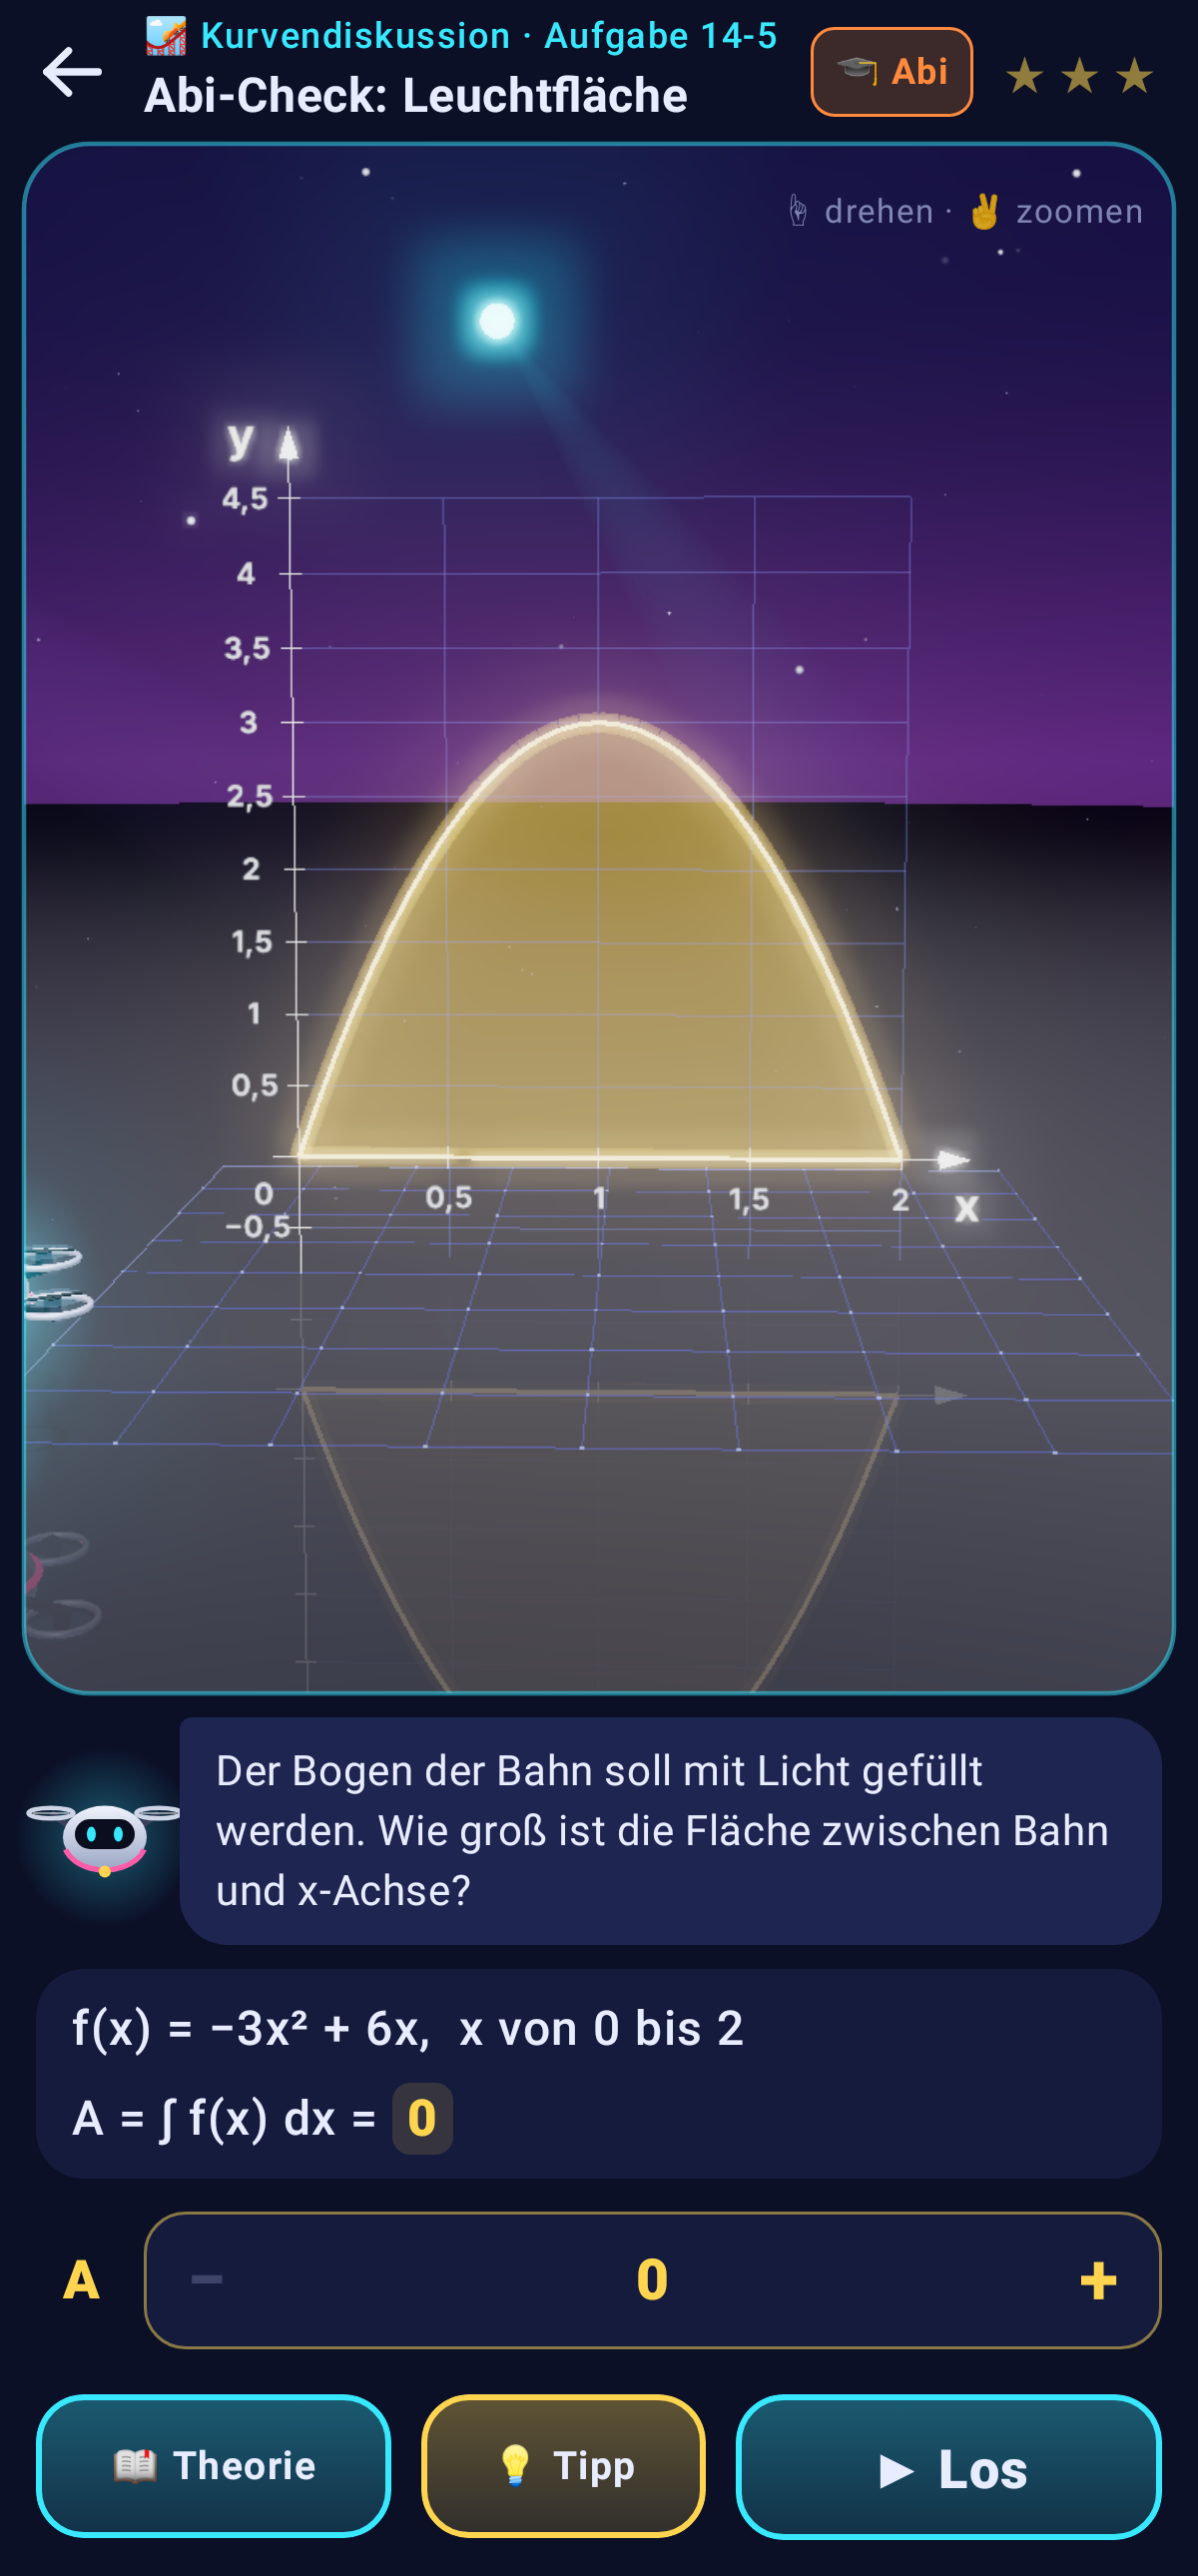 Kurvendiskussion · Aufgabe 14-5
Abi-Check: Leuchtfläche
🎓 Abi
★ ★ ★
☝ drehen · ✌ zoomen
y
4,5
4
3,5
3
2,5
2
1,5
1
0,5
0
−0,5
0,5
1
1,5
2
x
Der Bogen der Bahn soll mit Licht gefüllt
werden. Wie groß ist die Fläche zwischen Bahn
und x-Achse?
f(x) = −3x² + 6x, x von 0 bis 2
A = ∫ f(x) dx = 0
A − 0 +
📖 Theorie
💡 Tipp
▶ Los